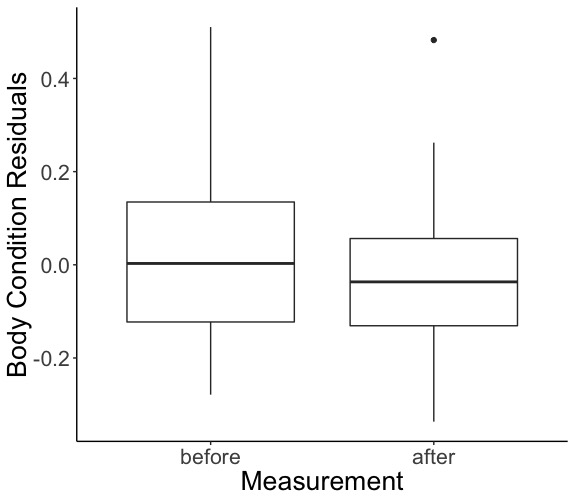 Body Condition Residuals
0.4
0.2
0.0
-0.2
before after
Measurement